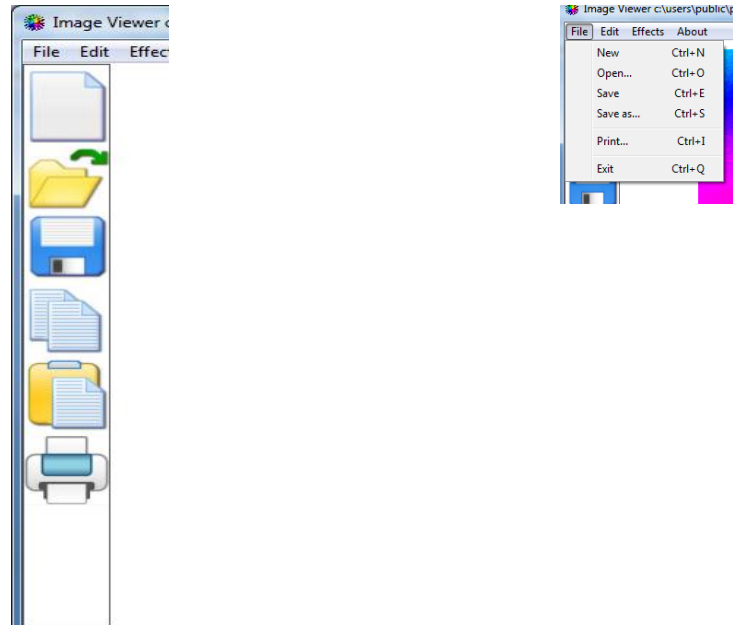 Image Viewer
File Edit Effec
Image Viewer c:\users\public\p
File Edit Effects About
New Ctrl+N
Open... Ctrl+O
Save Ctrl+E
Save as... Ctrl+S
Print... Ctrl+I
Exit Ctrl+Q